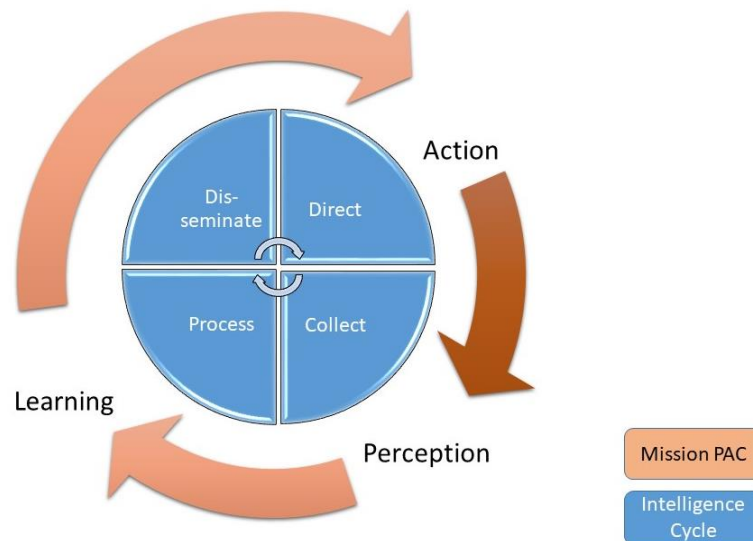 Action
Dis-
seminate
Direct
Process
Collect
Learning
Perception
Mission PAC
Intelligence
Cycle